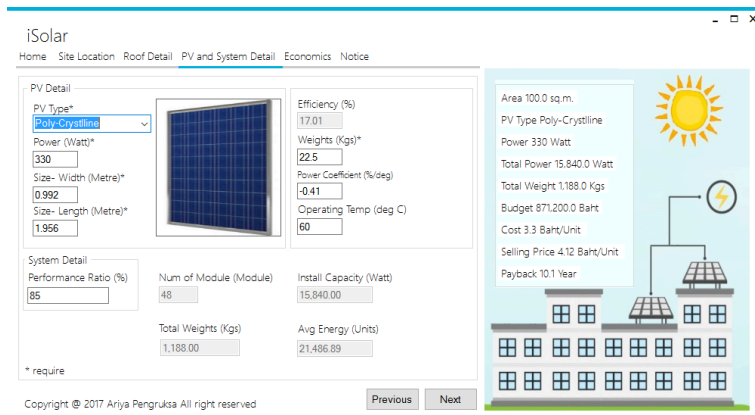 iSolar
Home Site Location Roof Detail PV and System Detail Economics Notice
PV Detail
PV Type*
Poly-Crystlline
Power (Watt)*
330
Size- Width (Metre)*
0.992
Size- Length (Metre)*
1.956
Efficiency (%)
17.01
Weights (Kgs)*
22.5
Power Coefficient (%/deg)
-0.41
Operating Temp (deg C)
60
System Detail
Performance Ratio (%)
85
Num of Module (Module)
48
Install Capacity (Watt)
15,840.00
Total Weights (Kgs)
1,188.00
Avg Energy (Units)
21,486.89
* require
Copyright @ 2017 Ariya Pengruksa All right reserved
Previous Next
Area 100.0 sq.m.
PV Type Poly-Crystlline
Power 330 Watt
Total Power 15,840.0 Watt
Total Weight 1,188.0 Kgs
Budget 871,200.0 Baht
Cost 3.3 Baht/Unit
Selling Price 4.12 Baht/Unit
Payback 10.1 Year